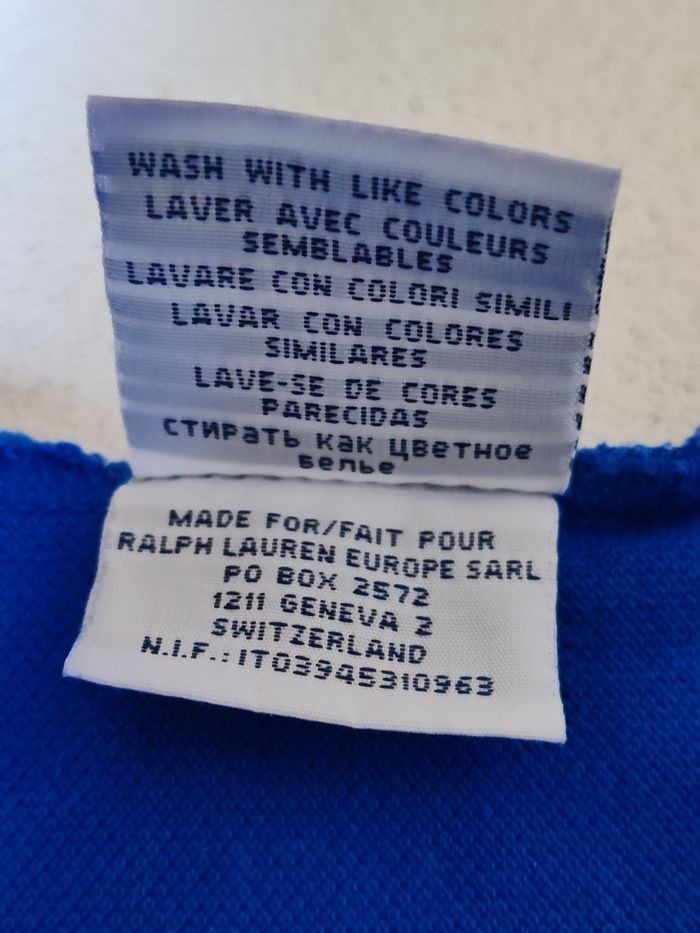 WASH WITH LIKE COLORS
LAVER AVEC COULEURS
SEMBLABLES
LAVARE CON COLORI SIMILI
LAVAR CON COLORES
SIMILARES
LAVE-SE DE CORES
PARECIDAS
СТИРАТЬ КАК ЦВЕТНОЕ
БЕЛЬЕ
MADE FOR/FAIT POUR
RALPH LAUREN EUROPE SARL
PO BOX 2572
1211 GENEVA 2
SWITZERLAND
N.I.F.:IT03945310963